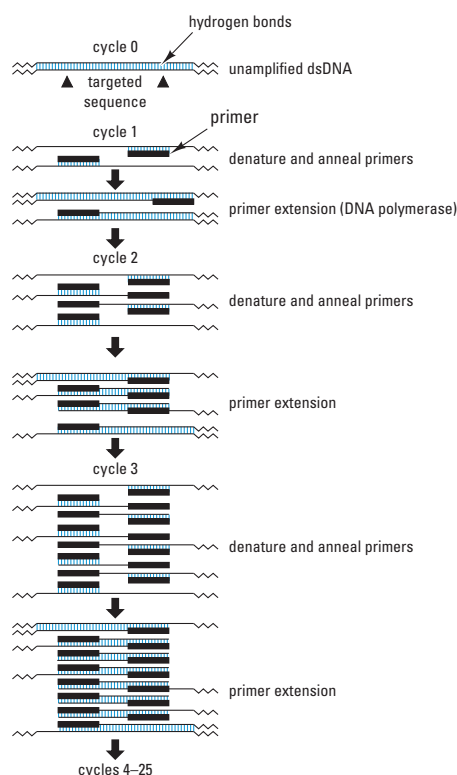 hydrogen bonds
cycle 0
unamplified dsDNA
targeted
sequence
cycle 1
primer
denature and anneal primers
primer extension (DNA polymerase)
cycle 2
denature and anneal primers
primer extension
cycle 3
denature and anneal primers
primer extension
cycles 4–25